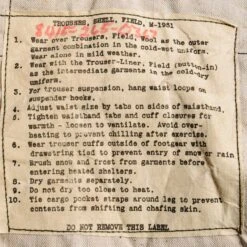 TROUSERS, SHELL, FIELD, M-1951
1. Wear over Trousers, Field, Wool as the outer
garment combination in the cold-wet uniform.
Wear alone in mild weather.
2. Wear with the Trouser-Liner, Field (button-in)
as the intermediate garments in the cold-dry
uniform.
3. For trouser suspension, hang waist loops on
suspender hooks.
4. Adjust waist size by tabs on sides of waistband.
5. Tighten waistband tabs and cuff closures for
warmth - loosen to ventilate. Avoid over-
heating to prevent chilling after exercise.
6. Wear trouser cuffs outside of footgear with
drawstring tied to prevent entry of snow or rain
7. Brush snow and frost from garments before
entering heated shelters.
8. Dry garments separately.
9. Do not dry too close to heat.
10. Tie cargo pocket straps around leg to prevent
contents from shifting and chafing skin.
DO NOT REMOVE THIS LABEL